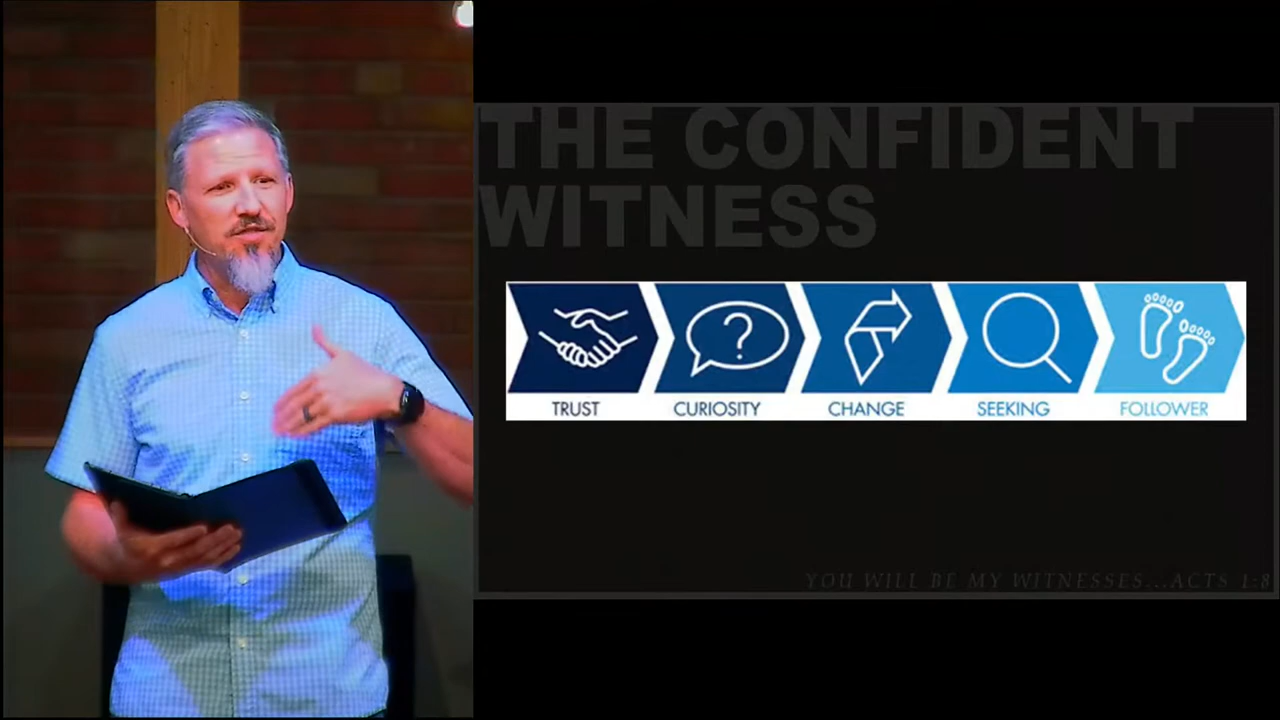 THE CONFIDENT
WITNESS
?
TRUST CURIOSITY CHANGE SEEKING FOLLOWER
YOU WILL BE MY WITNESSES...ACTS 1:8